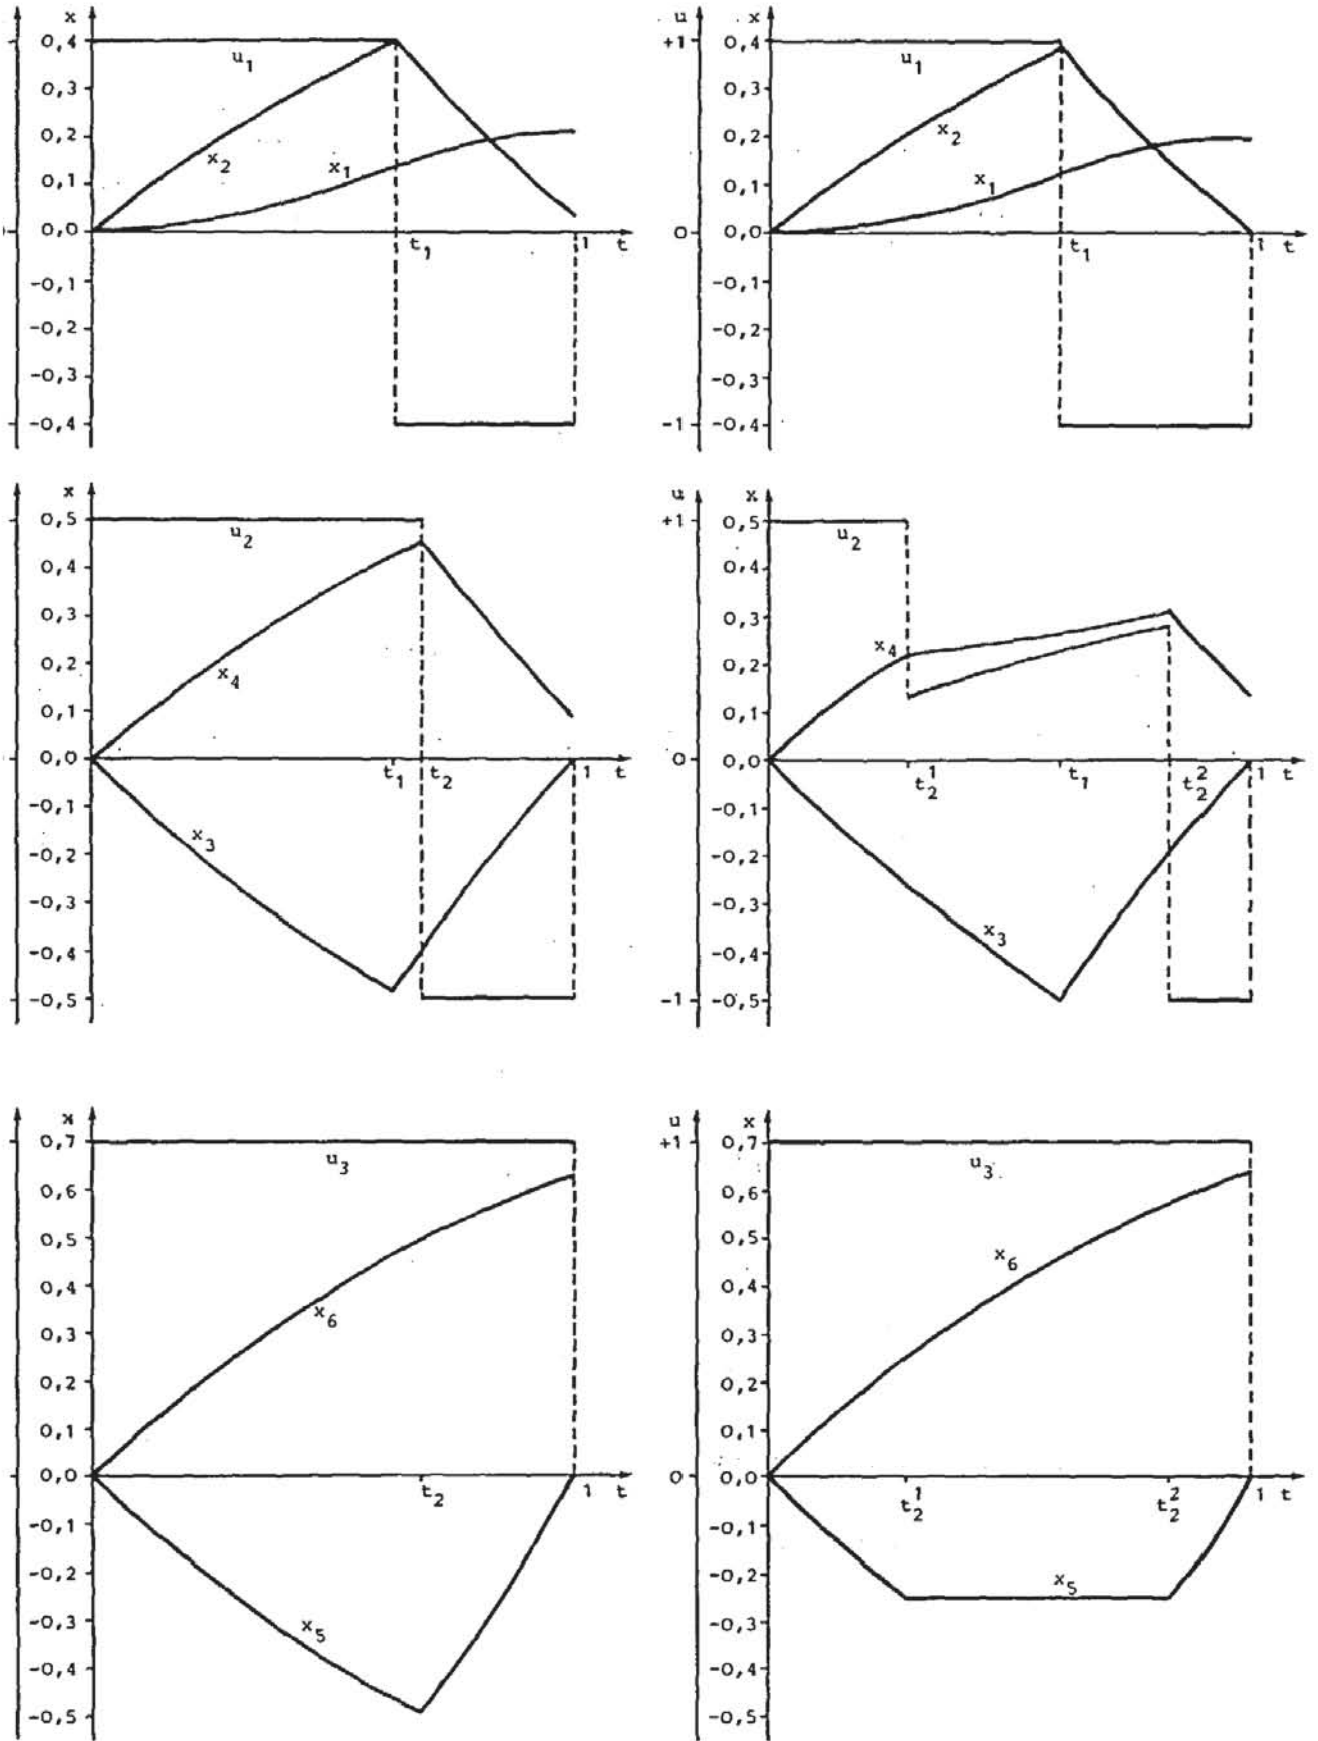 x
0,4
u1
0,3
0,2
x2
x1
0,1
0,0
t1
1 t
-0,1
-0,2
-0,3
-0,4
u x
+1 0,4
u1
0,3
0,2
x2
x1
0,1
0 0,0
t1
1 t
-0,1
-0,2
-0,3
-1 -0,4
x
0,5
u2
0,4
0,3
0,2
x4
0,1
0,0
t1 t2 1 t
-0,1
x3
-0,2
-0,3
-0,4
-0,5
u x
+1 0,5
u2
0,4
0,3
x4
0,2
0,1
0 0,0
t2^1 t1 t2^2 1 t
-0,1
-0,2
-0,3
x3
-0,4
-1 -0,5
x
0,7
u3
0,6
0,5
0,4
x6
0,3
0,2
0,1
0,0
t2 1 t
-0,1
-0,2
-0,3
x5
-0,4
-0,5
u x
+1 0,7
u3
0,6
0,5
x6
0,4
0,3
0,2
0,1
0 0,0
t2^1 t2^2 1 t
-0,1
-0,2
x5
-0,3
-0,4
-0,5